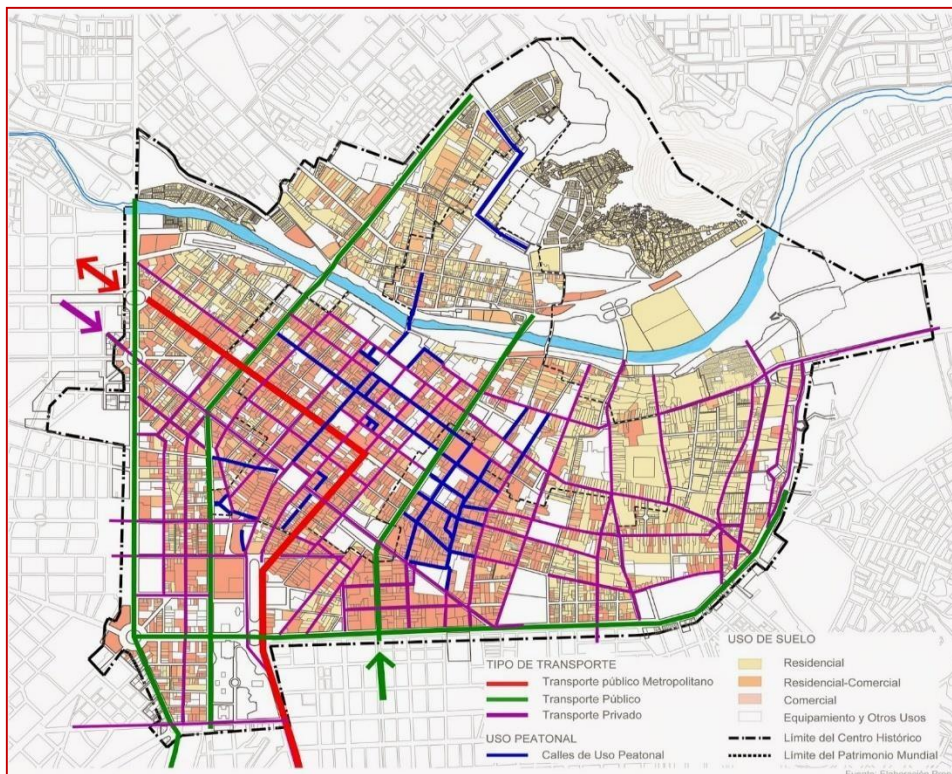 TIPO DE TRANSPORTE
Transporte público Metropolitano
Transporte Público
Transporte Privado
USO PEATONAL
Calles de Uso Peatonal
USO DE SUELO
Residencial
Residencial-Comercial
Comercial
Equipamiento y Otros Usos
Límite del Centro Histórico
Límite del Patrimonio Mundial